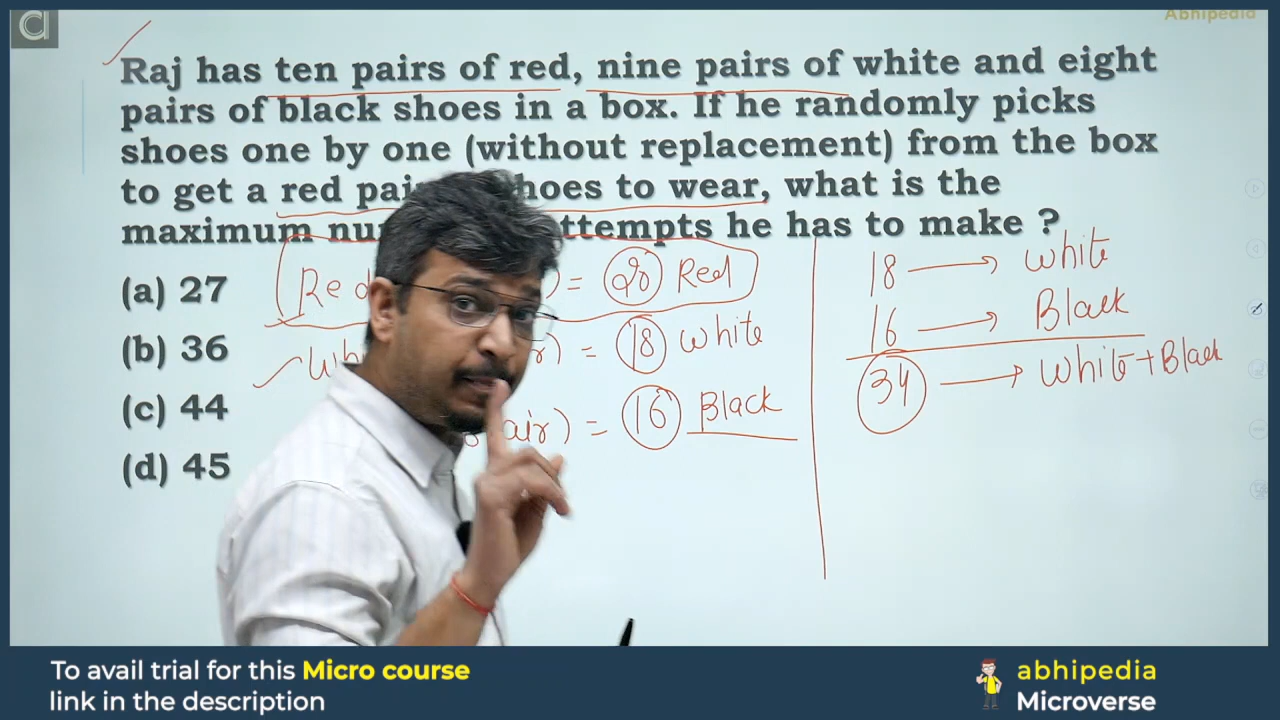 Abhipedia
Raj has ten pairs of red, nine pairs of white and eight
pairs of black shoes in a box. If he randomly picks
shoes one by one (without replacement) from the box
to get a red hoes to wear, what is the
maximum ttempts he has to make ?
(a) 27
(b) 36
(c) 44
(d) 45
Red ) = 20 Red
Wh r) = 18 White
air) = 16 Black
18 → White
16 → Black
34 → White + Black
To avail trial for this Micro course
link in the description
abhipedia
Microverse